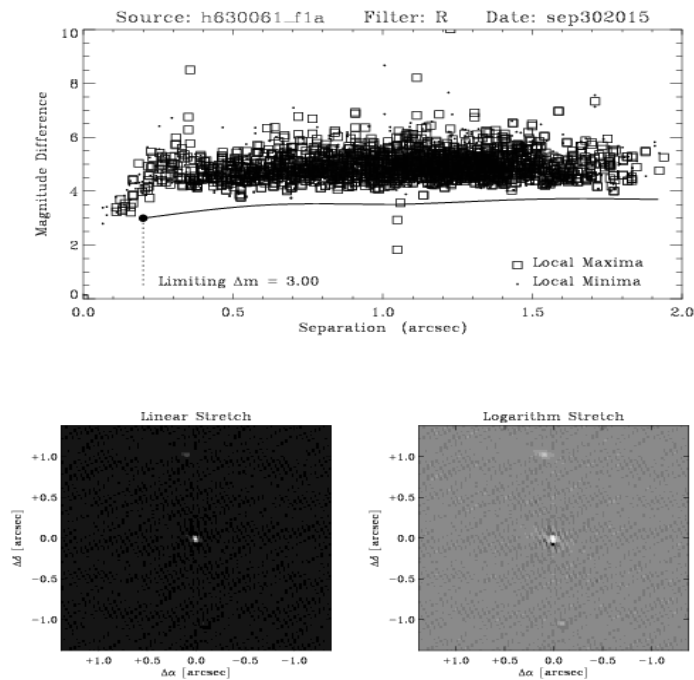 Source: h630061_f1a Filter: R Date: sep302015
10
8
6
4
2
0
Magnitude Difference
Local Maxima
Local Minima
Limiting Δm = 3.00
0.0 0.5 1.0 1.5 2.0
Separation (arcsec)
Linear Stretch
+1.0
+0.5
0.0
−0.5
−1.0
Δδ [arcsec]
+1.0 +0.5 0.0 −0.5 −1.0
Δα [arcsec]
Logarithm Stretch
+1.0
+0.5
0.0
−0.5
−1.0
Δδ [arcsec]
+1.0 +0.5 0.0 −0.5 −1.0
Δα [arcsec]